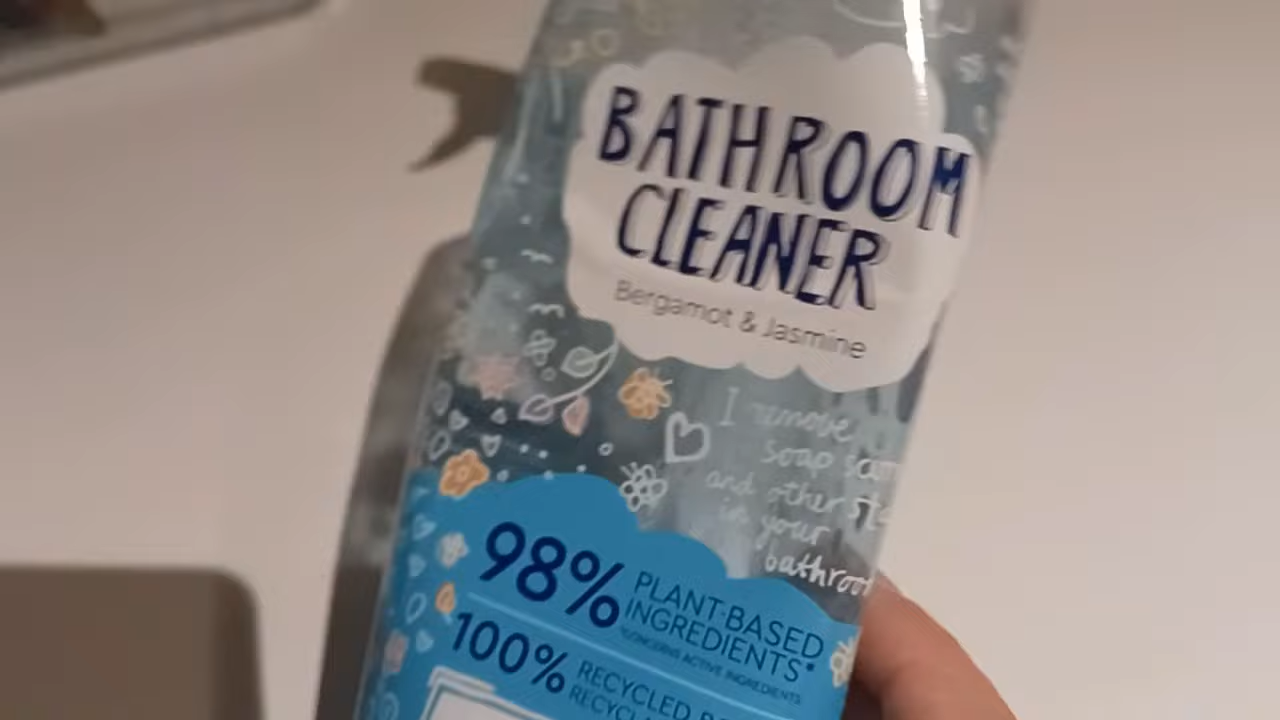 BATHROOM
CLEANER
Bergamot & Jasmine
I remove
soap
and other
in your
98% PLANT-BASED
INGREDIENTS*
*CONCERNS ACTIVE INGREDIENTS
100% RECYCLED